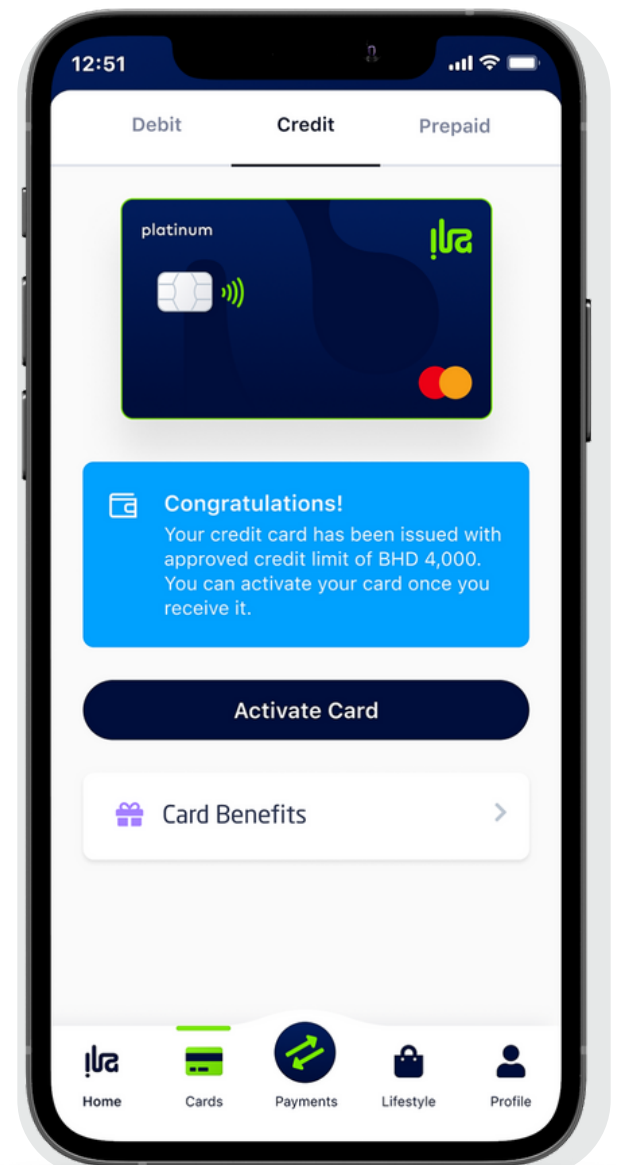 12:51
Debit Credit Prepaid
platinum
ila
Congratulations!
Your credit card has been issued with
approved credit limit of BHD 4,000.
You can activate your card once you
receive it.
Activate Card
Card Benefits
ila
Home Cards Payments Lifestyle Profile